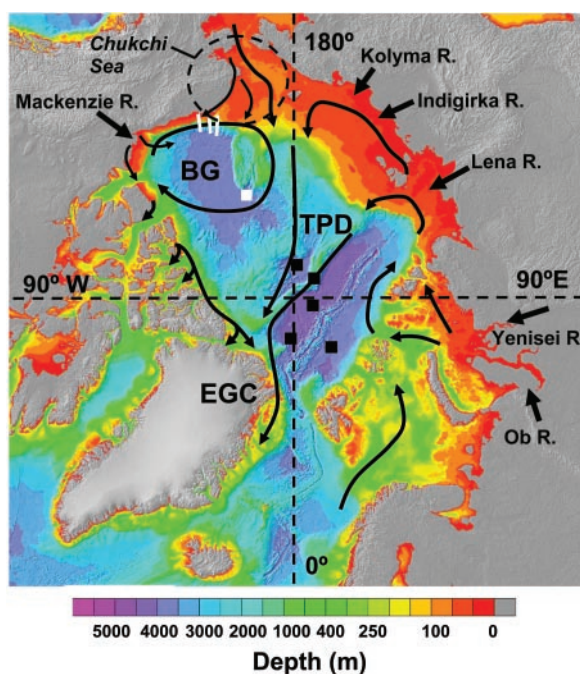 Chukchi
Sea
180º
Kolyma R.
Indigirka R.
Mackenzie R.
Lena R.
BG
TPD
90º W
90ºE
Yenisei R
EGC
Ob R.
0º
5000 4000 3000 2000 1000 400 250 100 0
Depth (m)